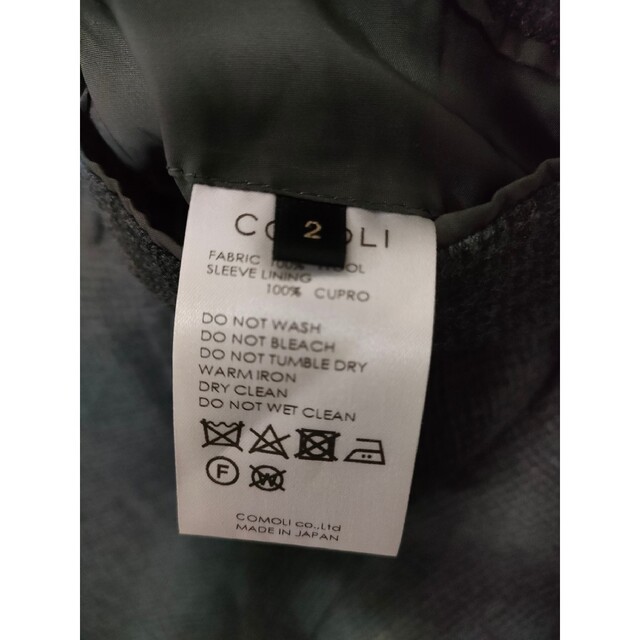 2
COMOLI
FABRIC 100% WOOL
SLEEVE LINING
100% CUPRO
DO NOT WASH
DO NOT BLEACH
DO NOT TUMBLE DRY
WARM IRON
DRY CLEAN
DO NOT WET CLEAN
F W
COMOLI co.,Ltd
MADE IN JAPAN